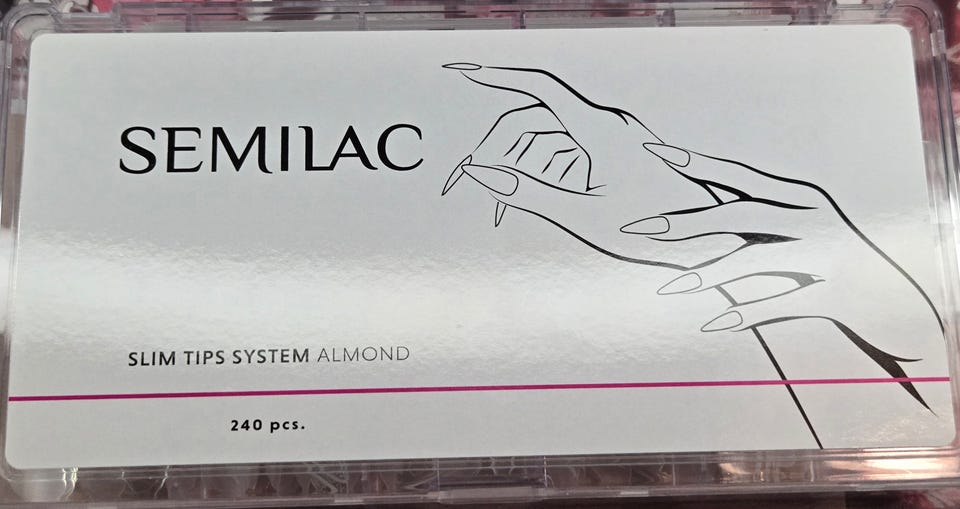 SEMILAC
SLIM TIPS SYSTEM ALMOND
240 pcs.